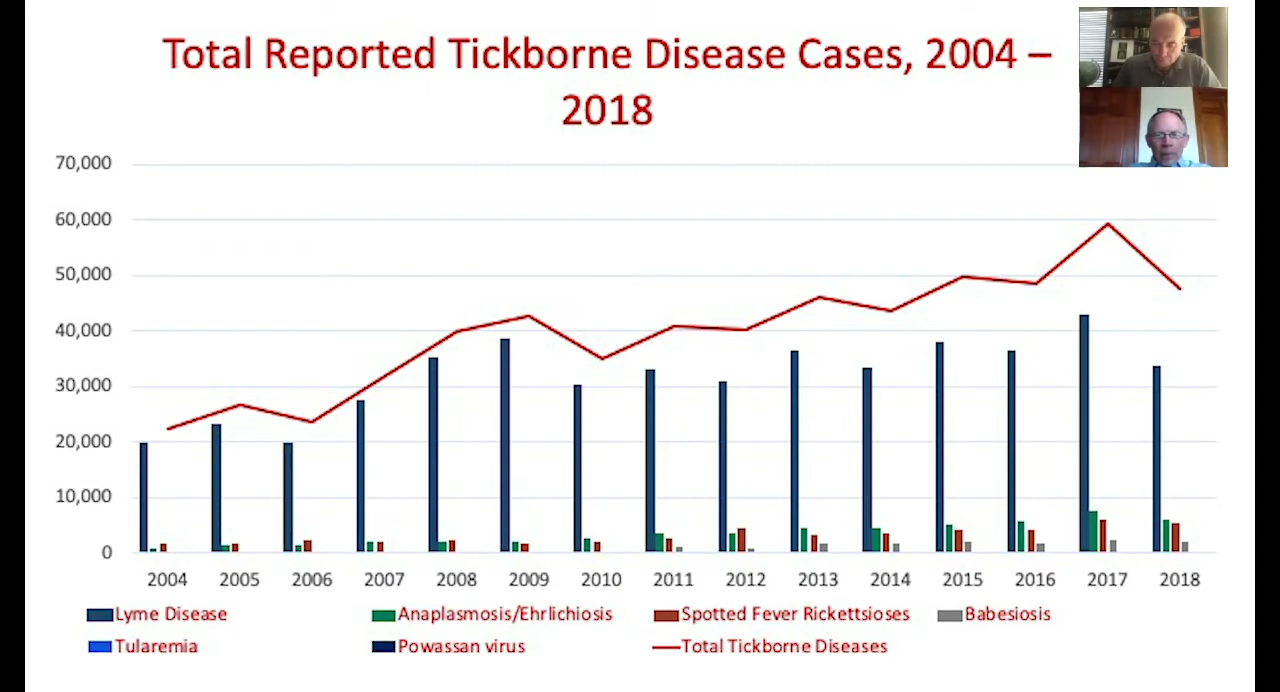 Total Reported Tickborne Disease Cases, 2004 –
2018
70,000
60,000
50,000
40,000
30,000
20,000
10,000
0
2004 2005 2006 2007 2008 2009 2010 2011 2012 2013 2014 2015 2016 2017 2018
Lyme Disease Anaplasmosis/Ehrlichiosis Spotted Fever Rickettsioses Babesiosis
Tularemia Powassan virus Total Tickborne Diseases